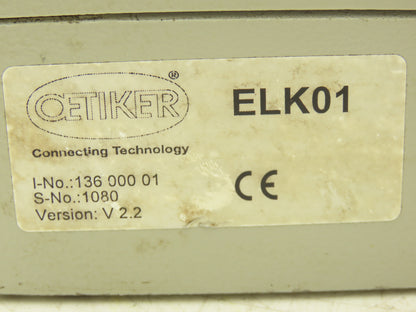 OETIKER®
ELK01
Connecting Technology
I-No.:136 000 01
S-No.:1080
Version: V 2.2
CE